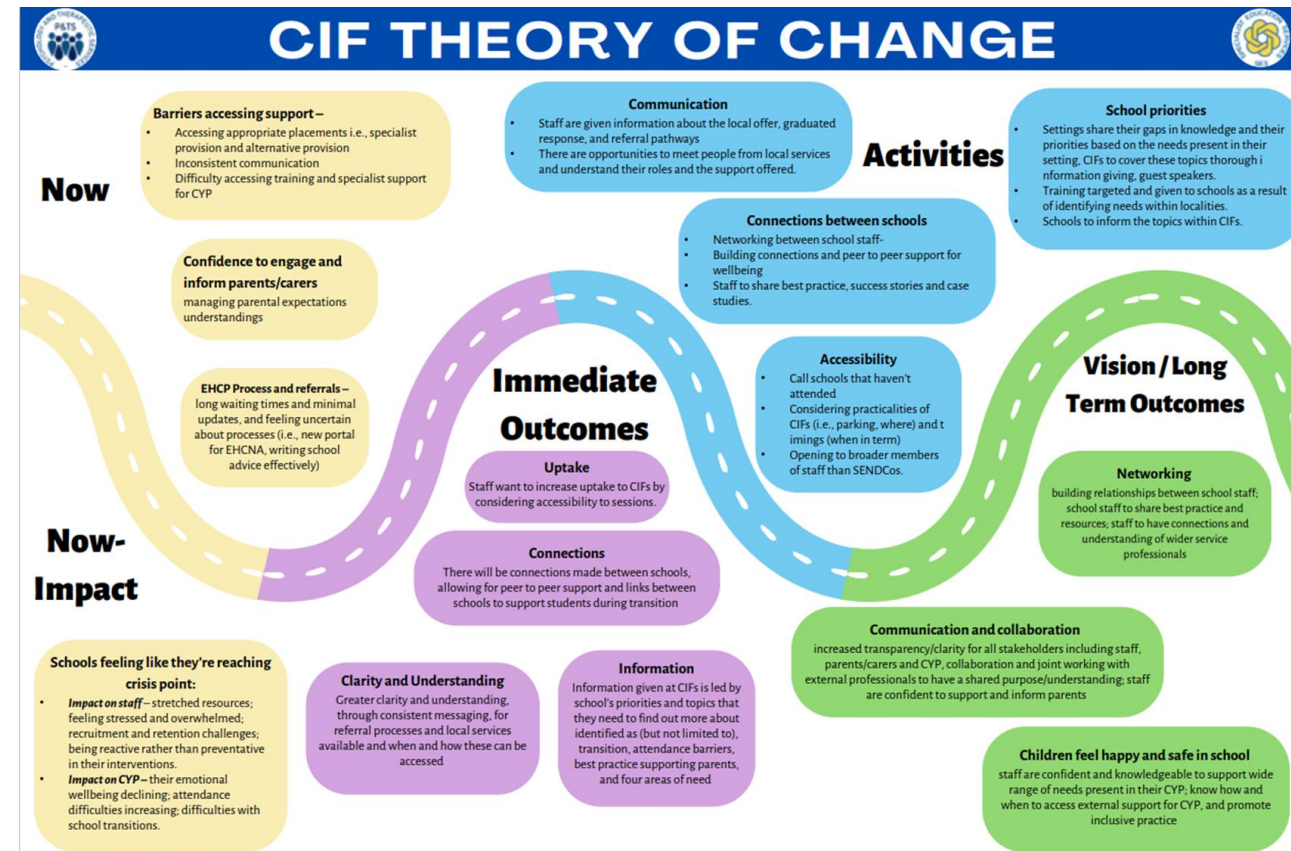 P&TS
CIF THEORY OF CHANGE
SPECIALIST EDUCATION SERVICES
SES
Now
Barriers accessing support –
• Accessing appropriate placements i.e., specialist
provision and alternative provision
• Inconsistent communication
• Difficulty accessing training and specialist support
for CYP
Confidence to engage and
inform parents/carers
managing parental expectations
understandings
EHCP Process and referrals –
long waiting times and minimal
updates, and feeling uncertain
about processes (i.e., new portal
for EHCNA, writing school
advice effectively)
Now-
Impact
Schools feeling like they're reaching
crisis point:
• Impact on staff – stretched resources;
feeling stressed and overwhelmed;
recruitment and retention challenges;
being reactive rather than preventative
in their interventions.
• Impact on CYP – their emotional
wellbeing declining; attendance
difficulties increasing; difficulties with
school transitions.
Immediate
Outcomes
Uptake
Staff want to increase uptake to CIFs by
considering accessibility to sessions.
Connections
There will be connections made between schools,
allowing for peer to peer support and links between
schools to support students during transition
Clarity and Understanding
Greater clarity and understanding,
through consistent messaging, for
referral processes and local services
available and when and how these can be
accessed
Information
Information given at CIFs is led by
school's priorities and topics that
they need to find out more about
identified as (but not limited to),
transition, attendance barriers,
best practice supporting parents,
and four areas of need
Activities
Communication
• Staff are given information about the local offer, graduated
response, and referral pathways
• There are opportunities to meet people from local services
and understand their roles and the support offered.
Connections between schools
• Networking between school staff-
• Building connections and peer to peer support for
wellbeing
• Staff to share best practice, success stories and case
studies.
Accessibility
• Call schools that haven't
attended
• Considering practicalities of
CIFs (i.e., parking, where) and t
imings (when in term)
• Opening to broader members
of staff than SENDCos.
School priorities
• Settings share their gaps in knowledge and their
priorities based on the needs present in their
setting, CIFs to cover these topics thorough i
nformation giving, guest speakers.
• Training targeted and given to schools as a result
of identifying needs within localities.
• Schools to inform the topics within CIFs.
Vision / Long
Term Outcomes
Networking
building relationships between school staff;
school staff to share best practice and
resources; staff to have connections and
understanding of wider service
professionals
Communication and collaboration
increased transparency/clarity for all stakeholders including staff,
parents/carers and CYP, collaboration and joint working with
external professionals to have a shared purpose/understanding; staff
are confident to support and inform parents
Children feel happy and safe in school
staff are confident and knowledgeable to support wide
range of needs present in their CYP; know how and
when to access external support for CYP, and promote
inclusive practice